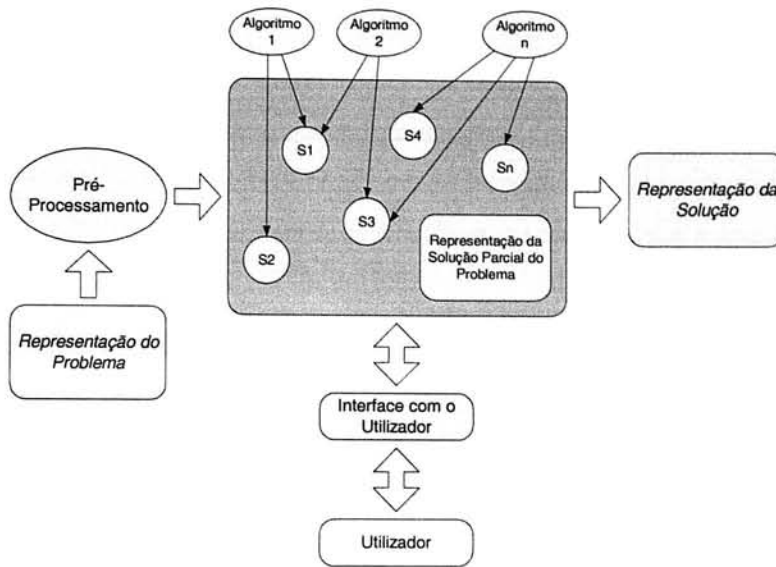 Algoritmo
1
Algoritmo
2
Algoritmo
n
S1
S4
Sn
S3
S2
Pré-
Processamento
Representação do
Problema
Representação da
Solução Parcial do
Problema
Representação da
Solução
Interface com o
Utilizador
Utilizador